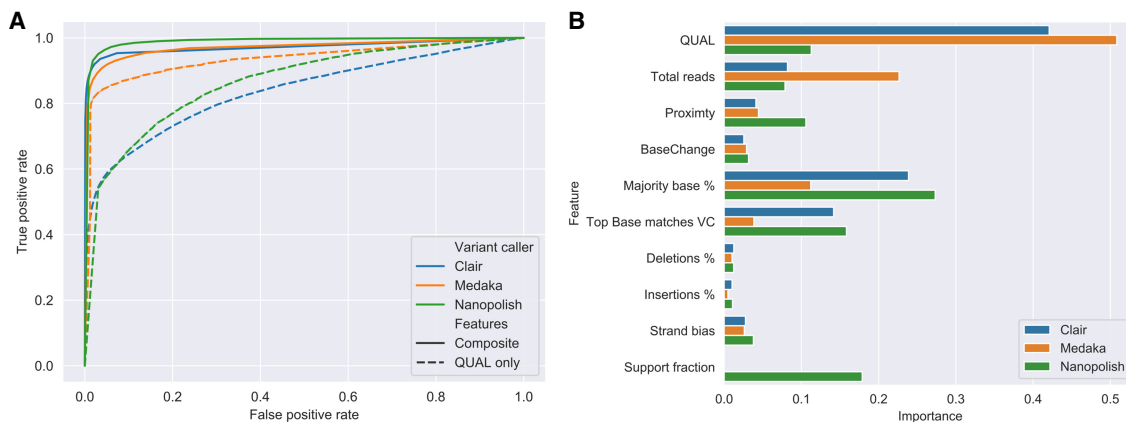 A
1.0
0.8
0.6
0.4
0.2
0.0
True positive rate
0.0
0.2
0.4
0.6
0.8
1.0
False positive rate
Variant caller
Clair
Medaka
Nanopolish
Features
Composite
QUAL only
B
QUAL
Total reads
Proximty
BaseChange
Majority base %
Top Base matches VC
Deletions %
Insertions %
Strand bias
Support fraction
Feature
0.0
0.1
0.2
0.3
0.4
0.5
Importance
Clair
Medaka
Nanopolish